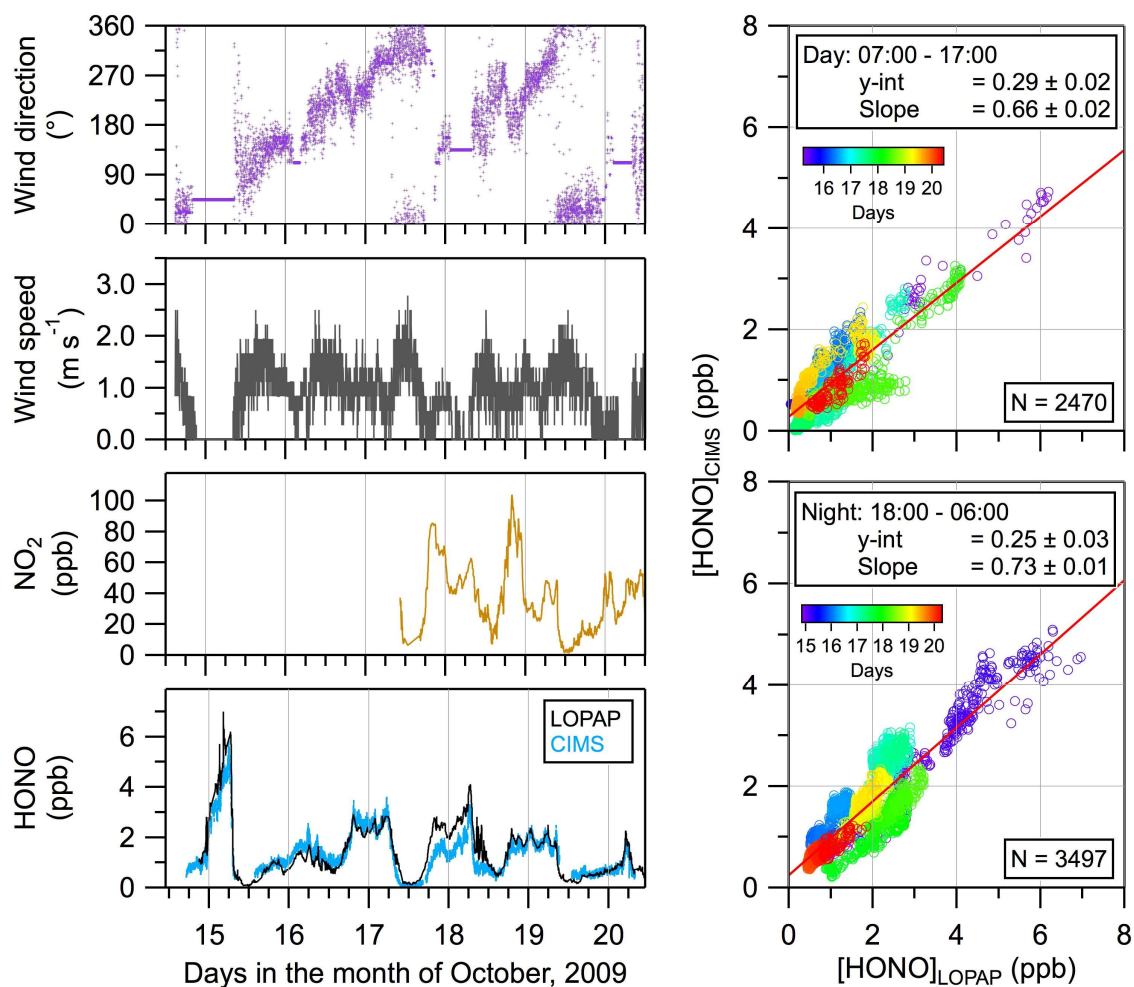 Wind direction
(°)
360
270
180
90
0
Wind speed
(m s⁻¹)
3.0
2.0
1.0
0.0
NO₂
(ppb)
100
80
60
40
20
0
HONO
(ppb)
6
4
2
0
LOPAP
CIMS
15 16 17 18 19 20
Days in the month of October, 2009
[HONO]CIMS (ppb)
8
6
4
2
0
Day: 07:00 - 17:00
y-int = 0.29 ± 0.02
Slope = 0.66 ± 0.02
16 17 18 19 20
Days
N = 2470
8
6
4
2
0
Night: 18:00 - 06:00
y-int = 0.25 ± 0.03
Slope = 0.73 ± 0.01
15 16 17 18 19 20
Days
N = 3497
0 2 4 6 8
[HONO]LOPAP (ppb)